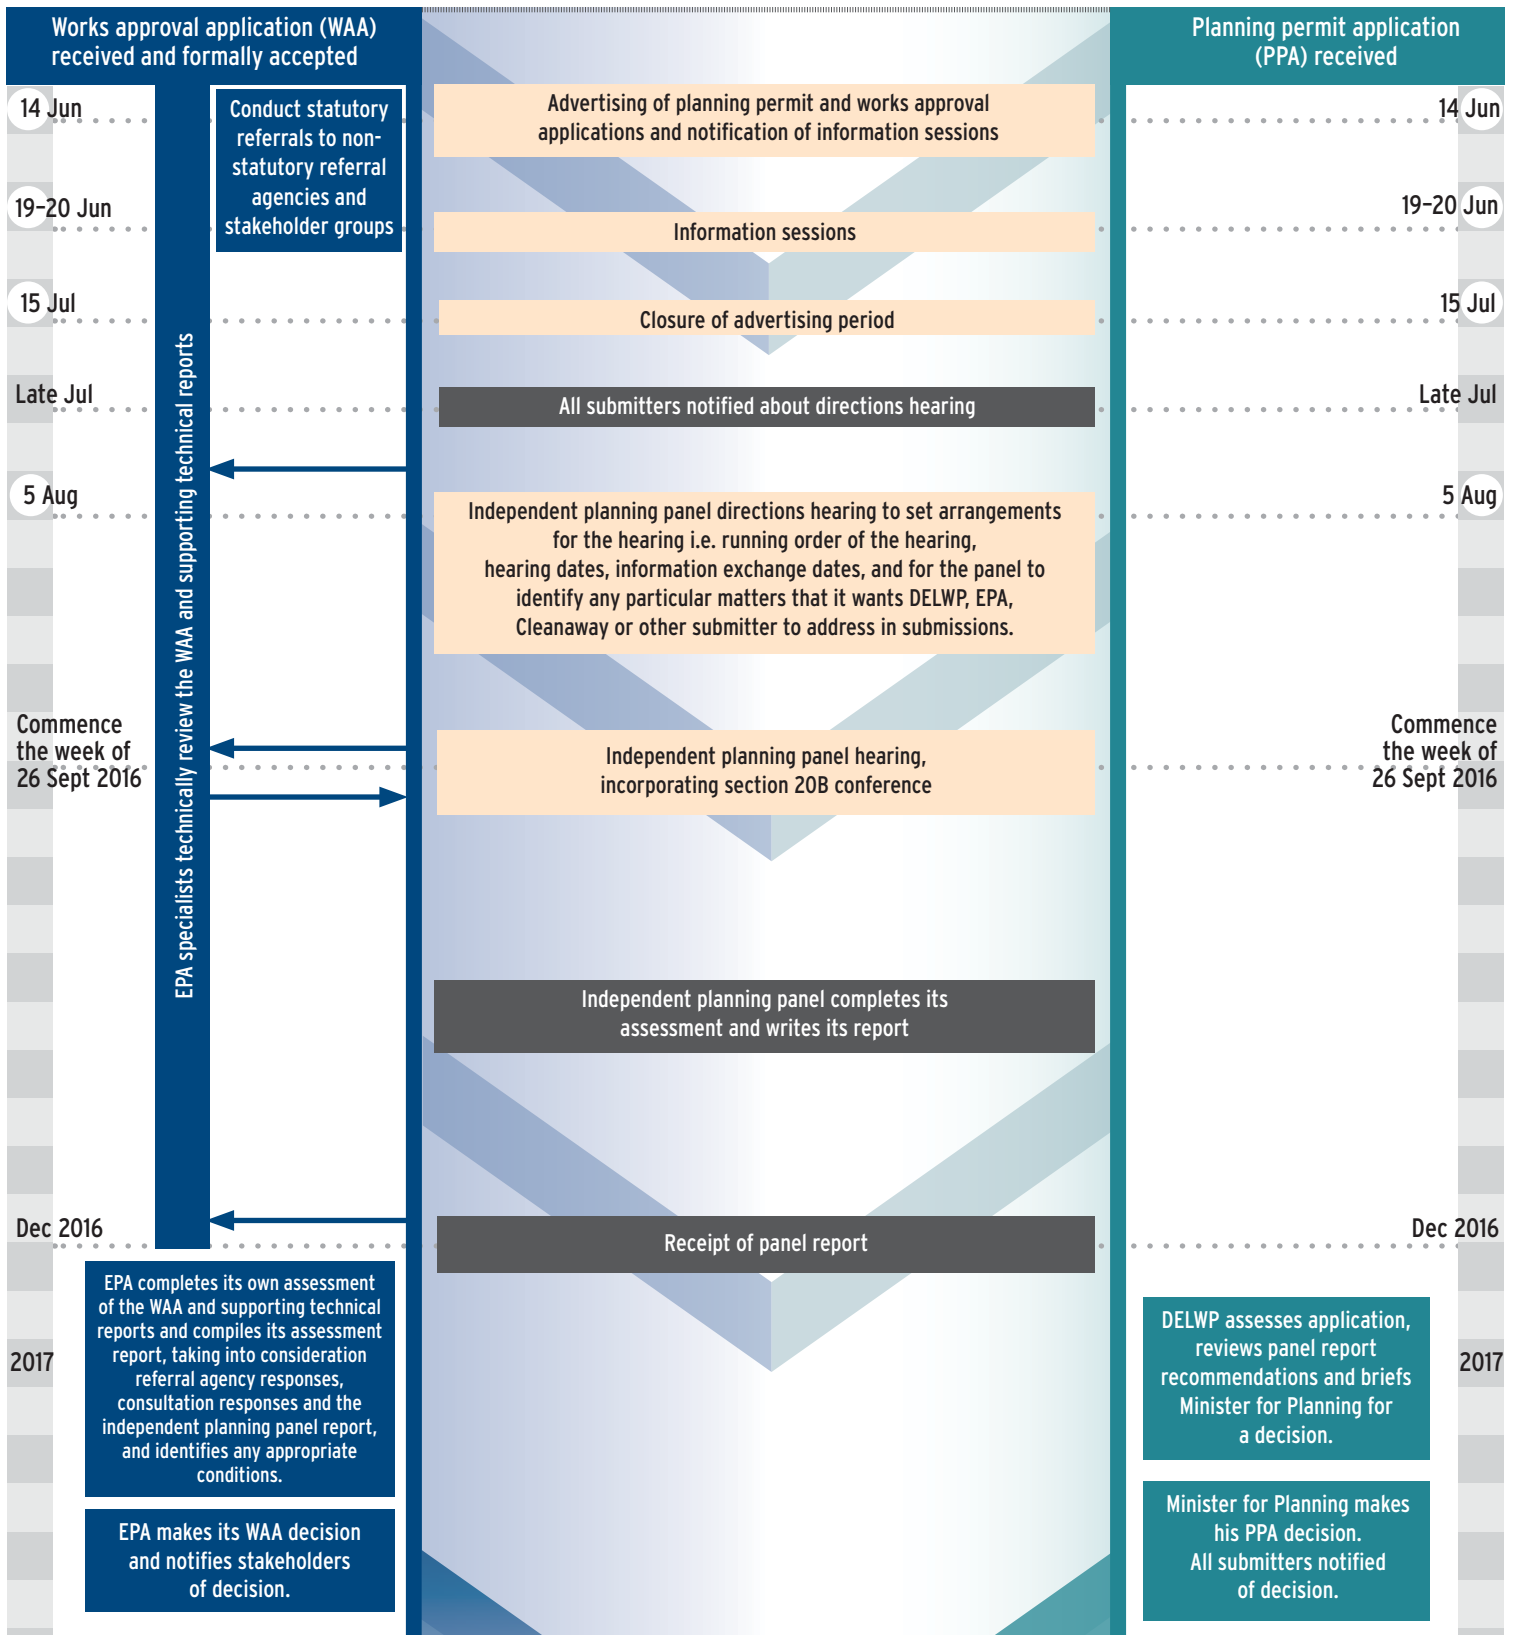 Works approval application (WAA)
received and formally accepted
Planning permit application
(PPA) received
14 Jun
Conduct statutory
referrals to non-
statutory referral
agencies and
stakeholder groups
Advertising of planning permit and works approval
applications and notification of information sessions
14 Jun
19–20 Jun
Information sessions
19–20 Jun
15 Jul
Closure of advertising period
15 Jul
Late Jul
All submitters notified about directions hearing
Late Jul
EPA specialists technically review the WAA and supporting technical reports
5 Aug
Independent planning panel directions hearing to set arrangements
for the hearing i.e. running order of the hearing,
hearing dates, information exchange dates, and for the panel to
identify any particular matters that it wants DELWP, EPA,
Cleanaway or other submitter to address in submissions.
5 Aug
Commence
the week of
26 Sept 2016
Independent planning panel hearing,
incorporating section 20B conference
Commence
the week of
26 Sept 2016
Independent planning panel completes its
assessment and writes its report
Dec 2016
Receipt of panel report
Dec 2016
EPA completes its own assessment
of the WAA and supporting technical
reports and compiles its assessment
report, taking into consideration
referral agency responses,
consultation responses and the
independent planning panel report,
and identifies any appropriate
conditions.
2017
DELWP assesses application,
reviews panel report
recommendations and briefs
Minister for Planning for
a decision.
2017
EPA makes its WAA decision
and notifies stakeholders
of decision.
Minister for Planning makes
his PPA decision.
All submitters notified
of decision.